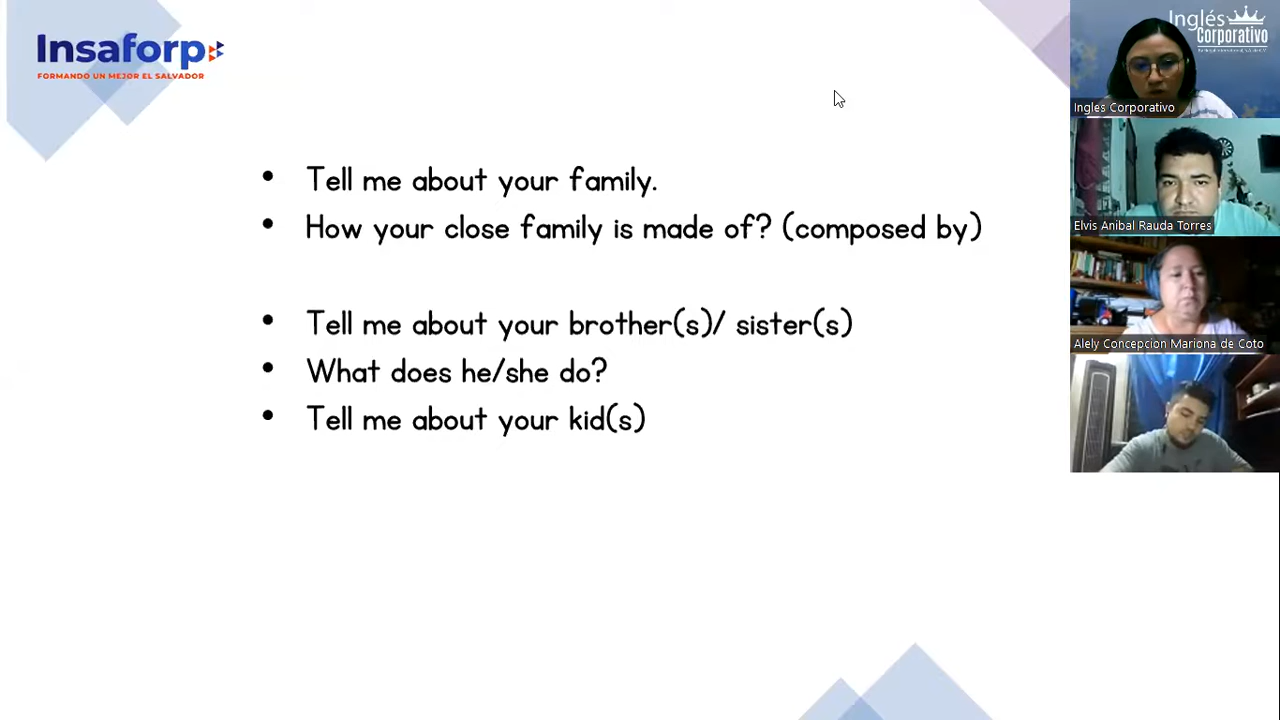 Insaforp
FORMANDO UN MEJOR EL SALVADOR
• Tell me about your family.
• How your close family is made of? (composed by)
• Tell me about your brother(s)/ sister(s)
• What does he/she do?
• Tell me about your kid(s)
Inglés
Corporativo
Ingles Corporativo
Elvis Anibal Rauda Torres
Alely Concepcion Mariona de Coto